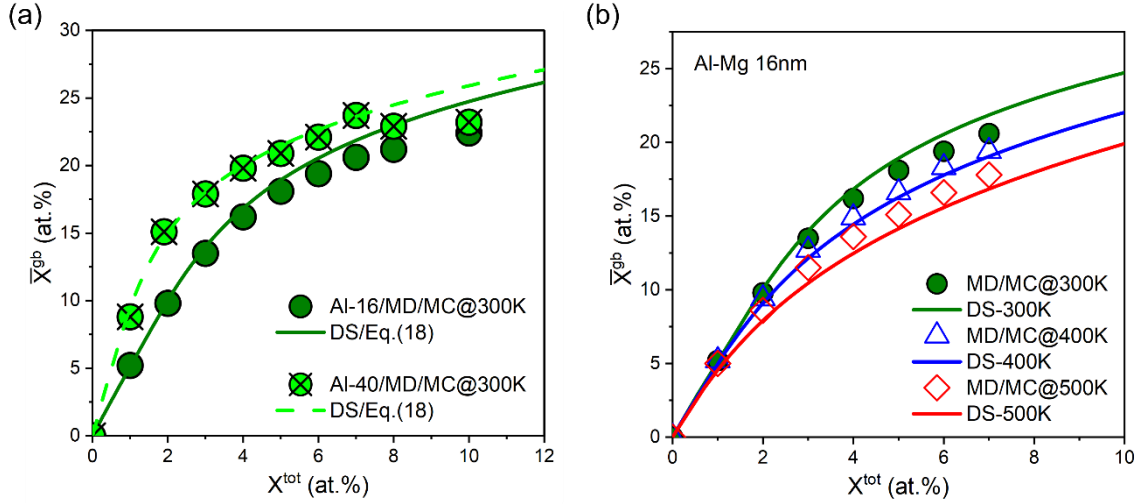 (a)
30
25
20
15
10
5
0
X̅ᵍᵇ (at.%)
0 2 4 6 8 10 12
Xᵗᵒᵗ (at.%)
Al-16/MD/MC@300K
DS/Eq.(18)
Al-40/MD/MC@300K
DS/Eq.(18)
(b)
Al-Mg 16nm
25
20
15
10
5
0
X̅ᵍᵇ (at.%)
0 2 4 6 8 10
Xᵗᵒᵗ (at.%)
MD/MC@300K
DS-300K
MD/MC@400K
DS-400K
MD/MC@500K
DS-500K